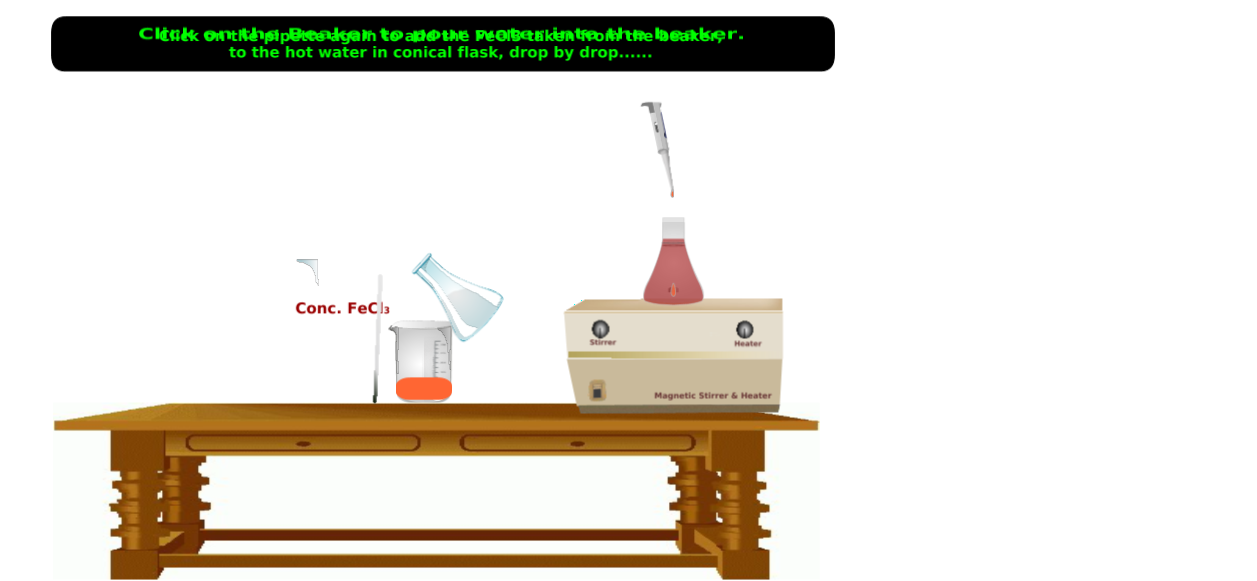 Click on the Beaker to pour water into the beaker.
Click on the pipette again to add the FeCl3 taken from the beaker,
to the hot water in conical flask, drop by drop......
Conc. FeCl₃
Stirrer
Heater
Magnetic Stirrer & Heater